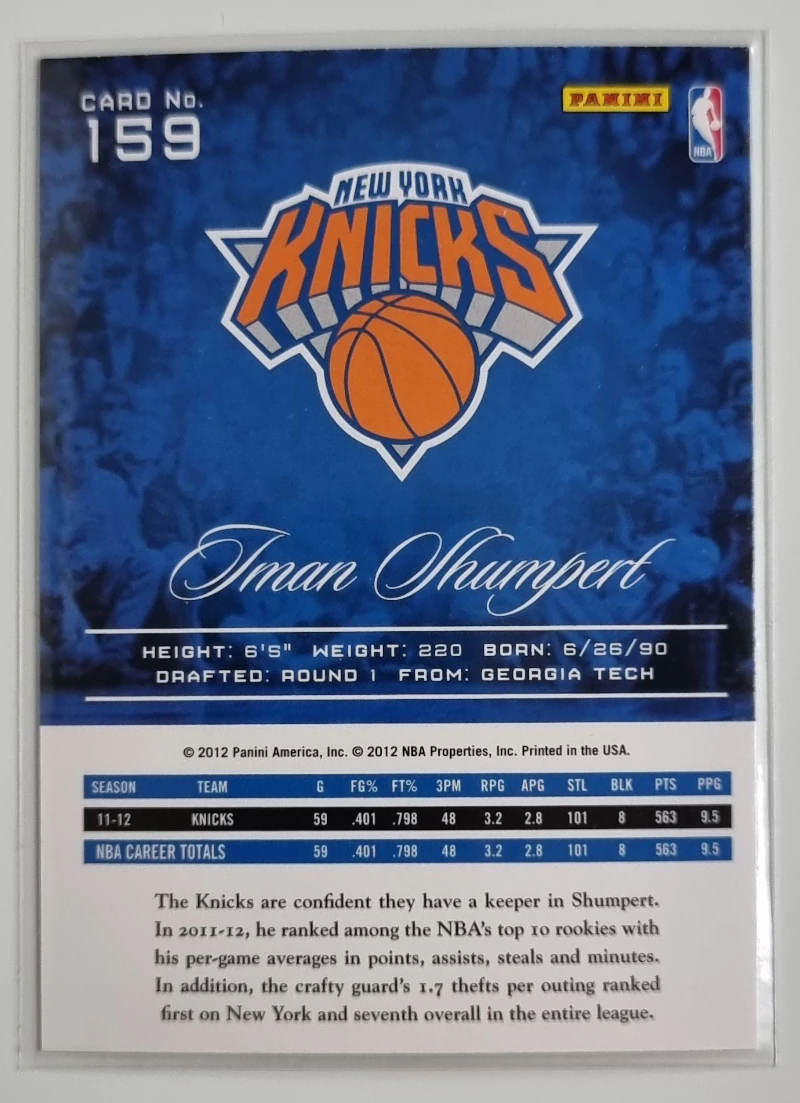 CARD No.
159
PANINI
NBA
NEW YORK
KNICKS
Iman Shumpert
HEIGHT: 6'5" WEIGHT: 220 BORN: 6/26/90
DRAFTED: ROUND 1 FROM: GEORGIA TECH
© 2012 Panini America, Inc. © 2012 NBA Properties, Inc. Printed in the USA.
SEASON TEAM G FG% FT% 3PM RPG APG STL BLK PTS PPG
11-12 KNICKS 59 .401 .798 48 3.2 2.8 101 8 563 9.5
NBA CAREER TOTALS 59 .401 .798 48 3.2 2.8 101 8 563 9.5
The Knicks are confident they have a keeper in Shumpert.
In 2011-12, he ranked among the NBA's top 10 rookies with
his per-game averages in points, assists, steals and minutes.
In addition, the crafty guard's 1.7 thefts per outing ranked
first on New York and seventh overall in the entire league.